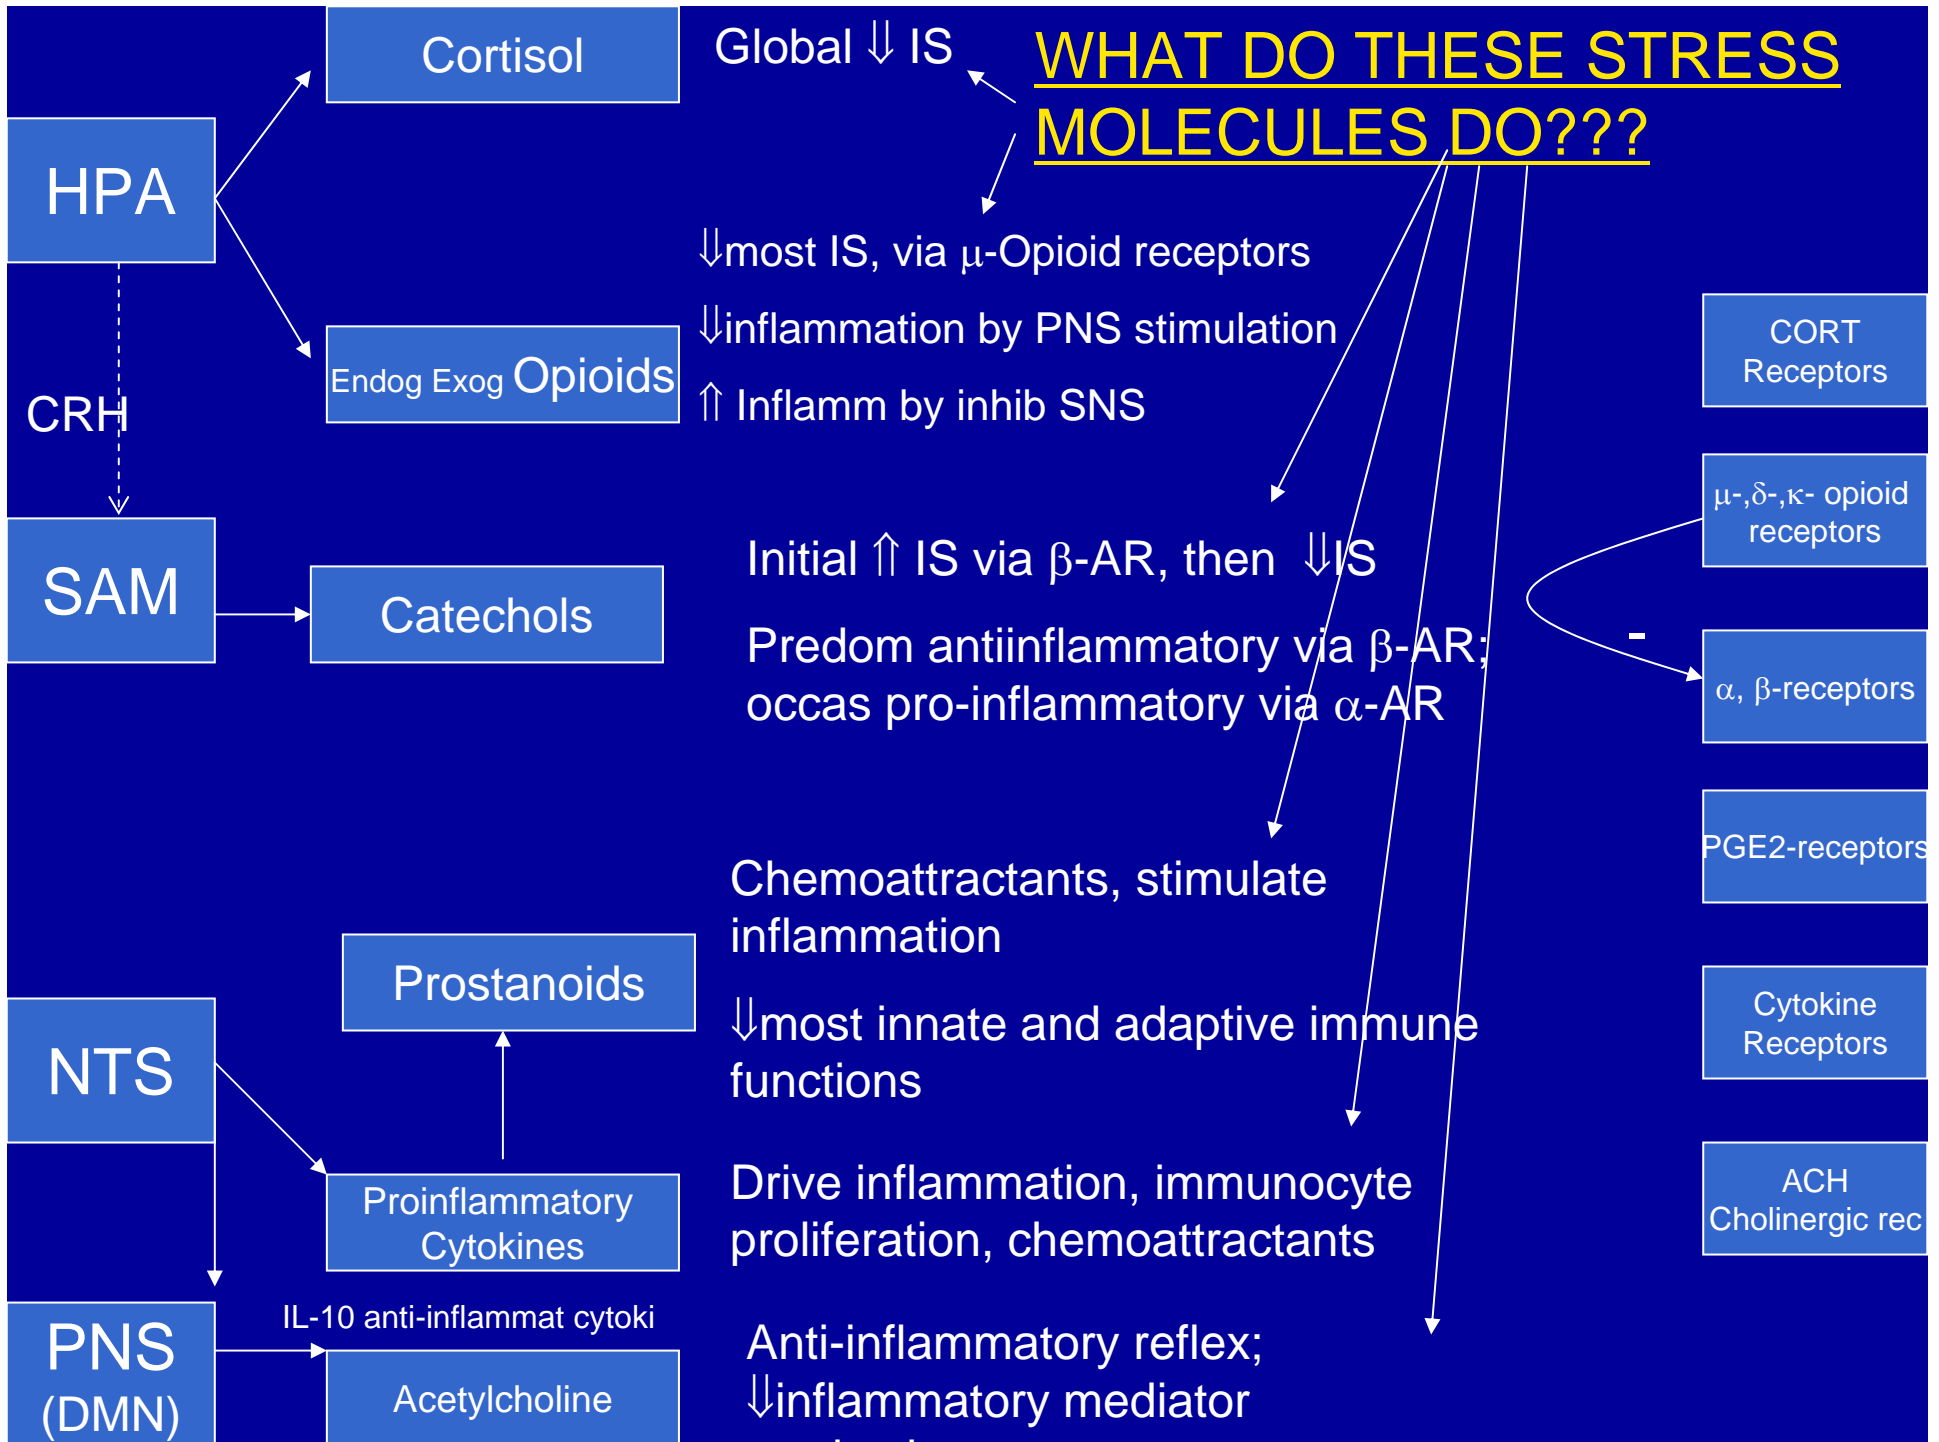 WHAT DO THESE STRESS
MOLECULES DO???
HPA
Cortisol
Global ⇓ IS
Endog Exog Opioids
⇓most IS, via μ-Opioid receptors
⇓inflammation by PNS stimulation
⇑ Inflamm by inhib SNS
CRH
SAM
Catechols
Initial ⇑ IS via β-AR, then ⇓IS
Predom antiinflammatory via β-AR;
occas pro-inflammatory via α-AR
NTS
Prostanoids
Chemoattractants, stimulate
inflammation
⇓most innate and adaptive immune
functions
Proinflammatory
Cytokines
Drive inflammation, immunocyte
proliferation, chemoattractants
PNS
(DMN)
IL-10 anti-inflammat cytoki
Acetylcholine
Anti-inflammatory reflex;
⇓inflammatory mediator
CORT
Receptors
μ-,δ-,κ- opioid
receptors
-
α, β-receptors
PGE2-receptors
Cytokine
Receptors
ACH
Cholinergic rec